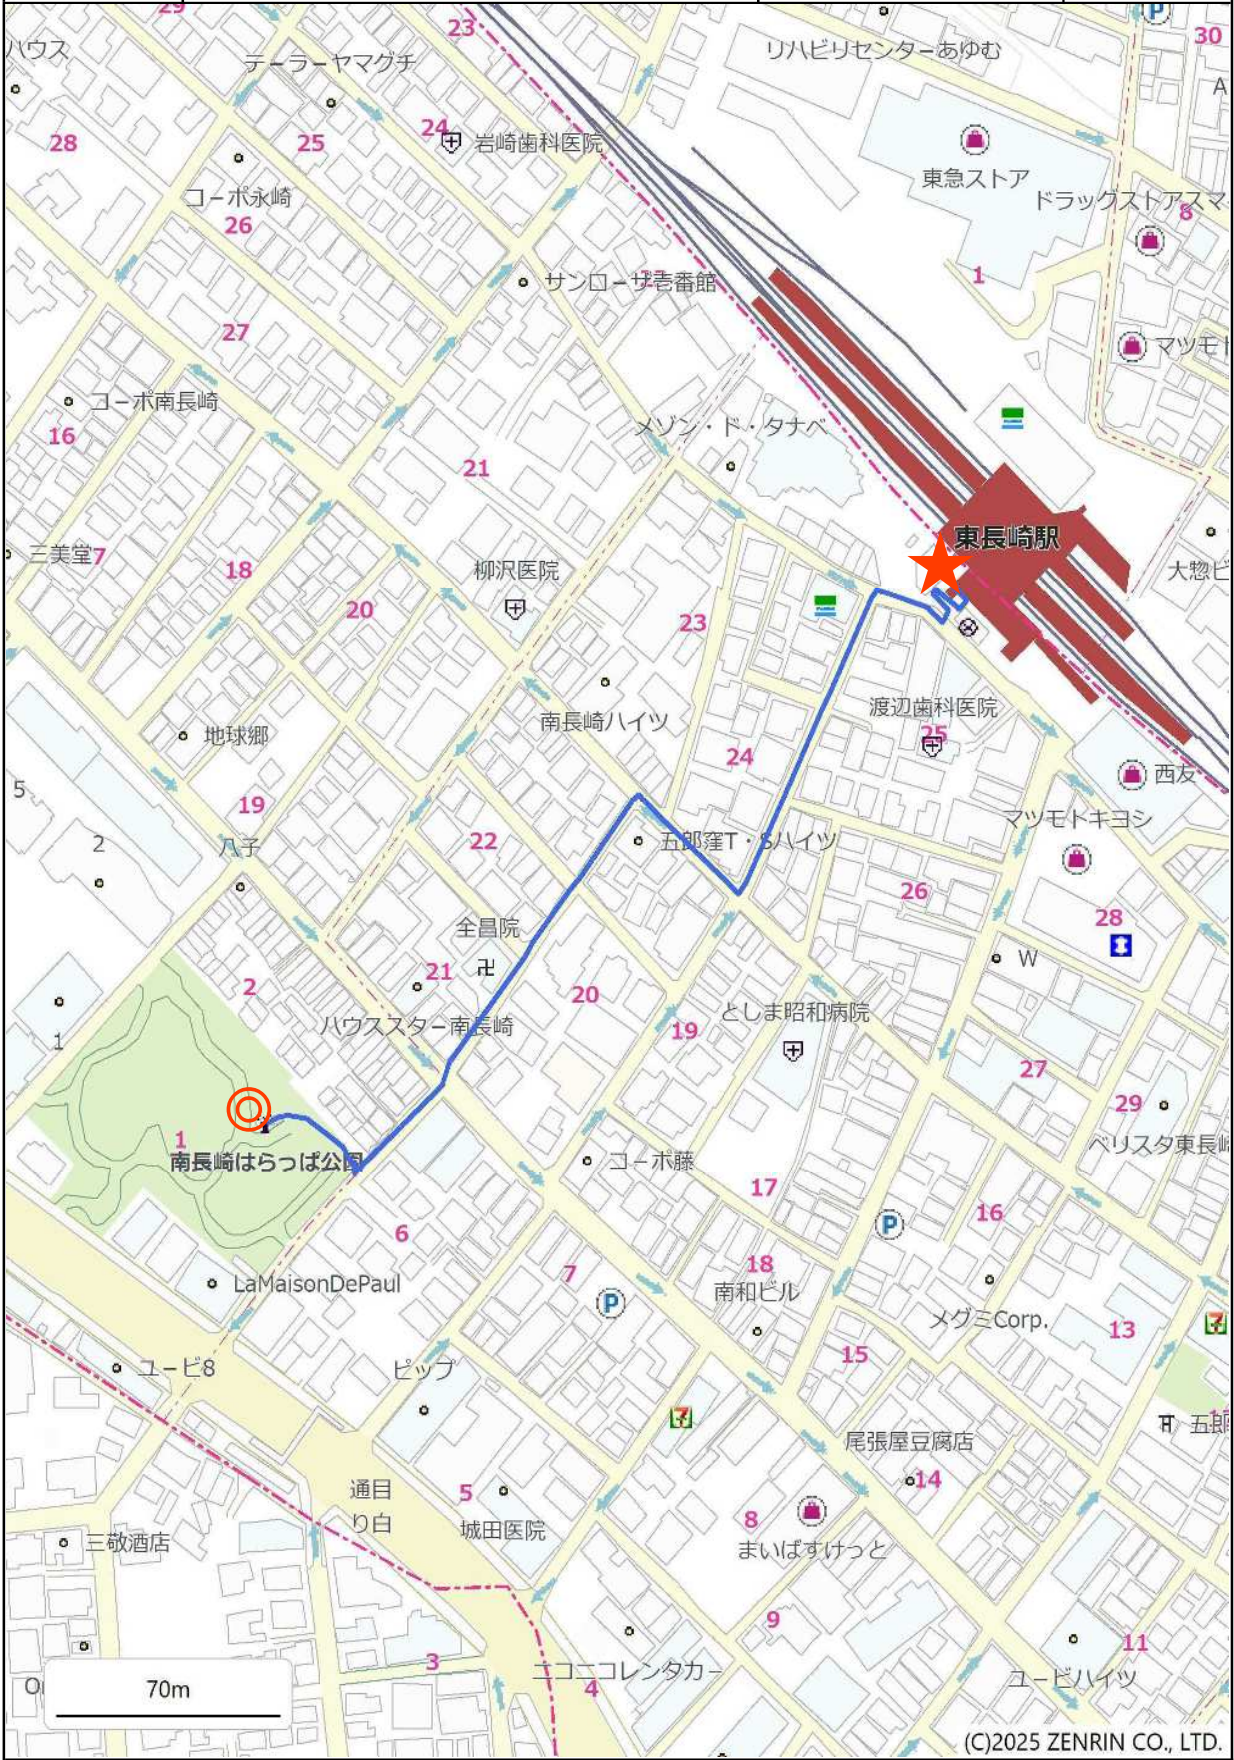 29
23
P
30
ハウス
テーラーヤマグチ
リハビリセンターあゆむ
A
28
25
24
岩崎歯科医院
東急ストア
ドラッグストアスマ
8
コーポ永崎
26
サンローザ壱番館
1
27
マツモト
コーポ南長崎
16
メゾン・ド・タナベ
21
東長崎駅
三美堂
7
18
柳沢医院
大惣ビ
20
23
南長崎ハイツ
渡辺歯科医院
25
地球郷
24
西友
5
19
マツモトキヨシ
2
八子
22
五郎窪T・Sハイツ
26
全昌院
28
21
卍
W
2
20
としま昭和病院
ハウススター南長崎
19
1
27
29
1
南長崎はらっぱ公園
コーポ藤
ベリスタ東長崎
17
16
P
6
18
7
LaMaisonDePaul
南和ビル
P
メグミCorp.
13
7
15
ユービ8
ピップ
7
五郎
尾張屋豆腐店
14
通目
り白
5
城田医院
8
まいばすけっと
三敬酒店
9
11
3
ニコニコレンタカー
4
ユービハイツ
70m
(C)2025 ZENRIN CO., LTD.